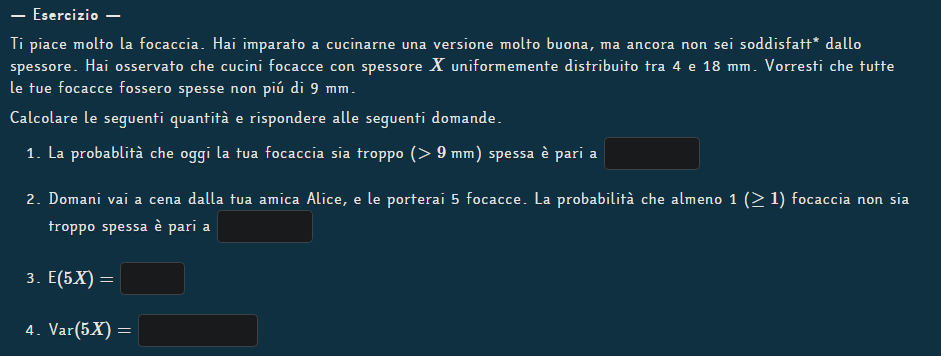 — Esercizio —
Ti piace molto la focaccia. Hai imparato a cucinarne una versione molto buona, ma ancora non sei soddisfatt* dallo
spessore. Hai osservato che cucini focacce con spessore X uniformemente distribuito tra 4 e 18 mm. Vorresti che tutte
le tue focacce fossero spesse non piú di 9 mm.
Calcolare le seguenti quantità e rispondere alle seguenti domande.
1. La probablità che oggi la tua focaccia sia troppo (> 9 mm) spessa è pari a
2. Domani vai a cena dalla tua amica Alice, e le porterai 5 focacce. La probabilità che almeno 1 (≥ 1) focaccia non sia
troppo spessa è pari a
3. E(5X) =
4. Var(5X) =